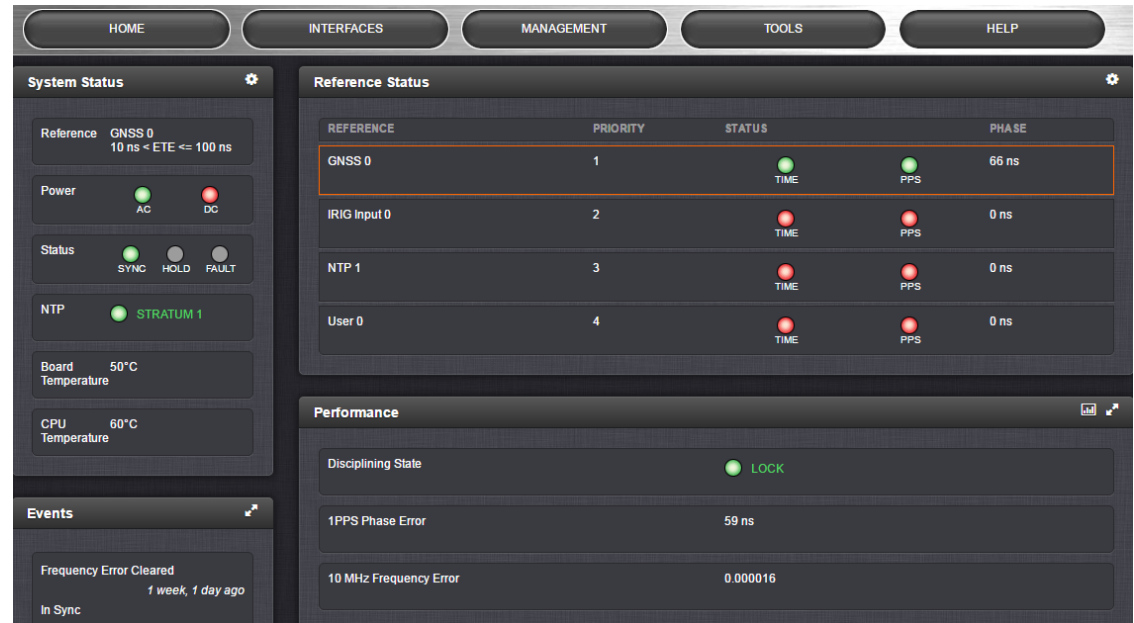 HOME
INTERFACES
MANAGEMENT
TOOLS
HELP
System Status
Reference GNSS 0
10 ns < ETE <= 100 ns
Power
AC DC
Status
SYNC HOLD FAULT
NTP STRATUM 1
Board 50°C
Temperature
CPU 60°C
Temperature
Events
Frequency Error Cleared
1 week, 1 day ago
In Sync
Reference Status
REFERENCE PRIORITY STATUS PHASE
GNSS 0 1 66 ns
TIME PPS
IRIG Input 0 2 0 ns
TIME PPS
NTP 1 3 0 ns
TIME PPS
User 0 4 0 ns
TIME PPS
Performance
Disciplining State LOCK
1PPS Phase Error 59 ns
10 MHz Frequency Error 0.000016